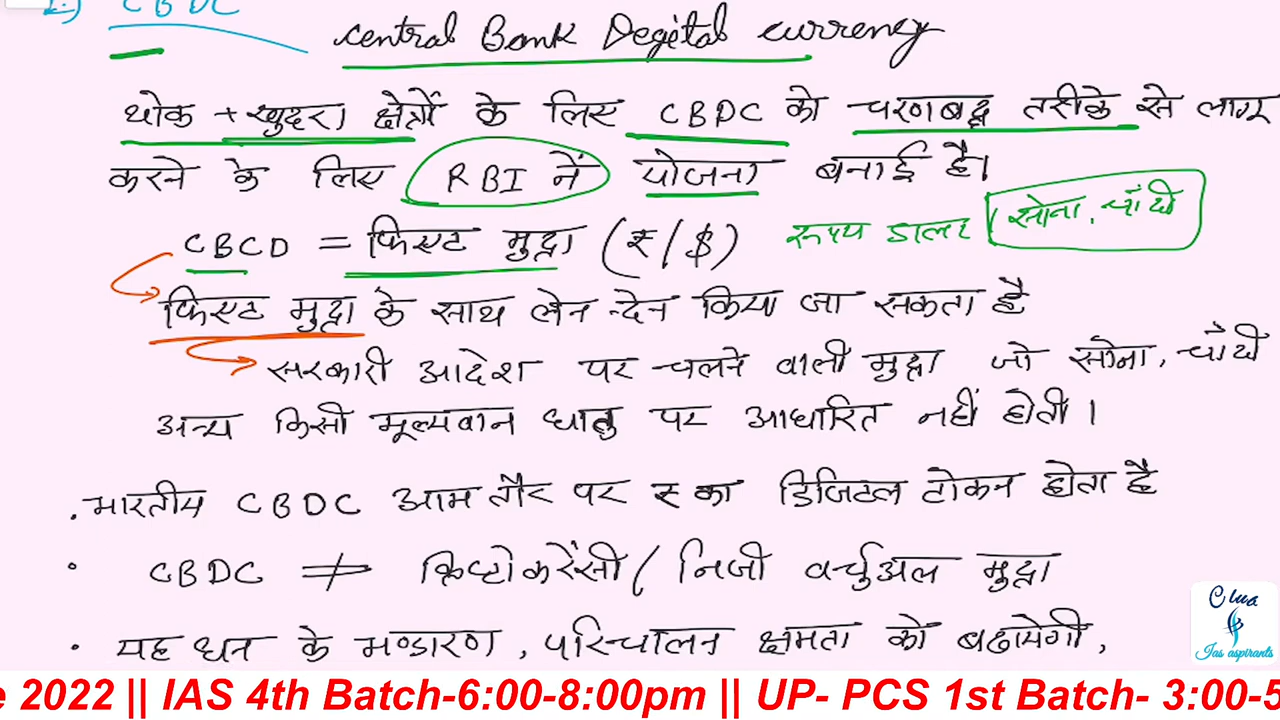 2.) CBDC
central Bank Degital currency
थोक + खुदरा क्षेत्रों के लिए CBDC को चरणबद्ध तरीके से लागू
करने के लिए RBI नें योजना बनाई है।
CBCD = फिएट मुद्रा (₹/$) रूपय डालर / सोना, चाँदी
फिएट मुद्रा के साथ लेन-देन किया जा सकता है
सरकारी आदेश पर चलने वाली मुद्रा जो सोना, चाँदी
अन्य किसी मूल्यवान धातु पर आधारित नहीं होती।
. भारतीय CBDC आम तौर पर ₹ का डिजिटल टोकन होता है
• CBDC ≠ क्रिप्टोकरेंसी / निजी वर्चुअल मुद्रा
• यह धन के भण्डारण, परिचालन क्षमता को बढायेगी,
Clue
Ias aspirants
e 2022 || IAS 4th Batch-6:00-8:00pm || UP- PCS 1st Batch- 3:00-5